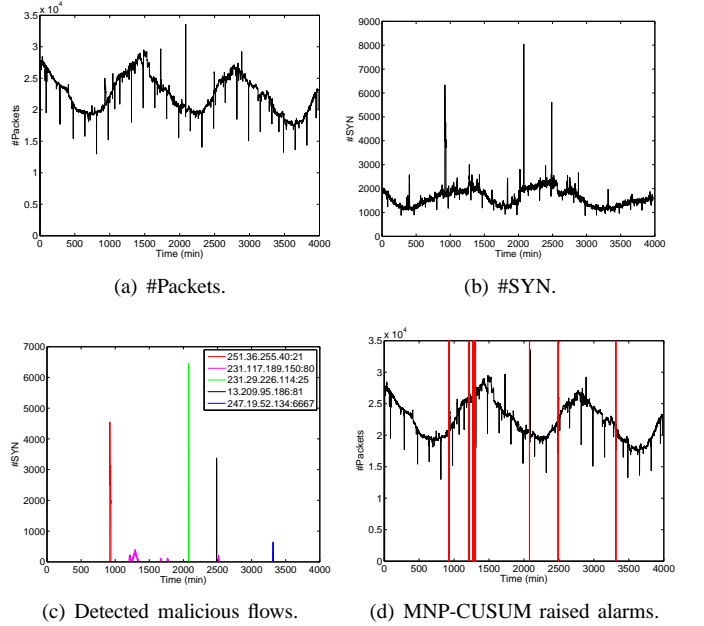 3.5 x 10^4
3
2.5
2
1.5
1
0.5
0
#Packets
0 500 1000 1500 2000 2500 3000 3500 4000
Time (min)
(a) #Packets.
9000
8000
7000
6000
5000
4000
3000
2000
1000
0
#SYN
0 500 1000 1500 2000 2500 3000 3500 4000
Time (min)
(b) #SYN.
7000
6000
5000
4000
3000
2000
1000
0
#SYN
251.36.255.40:21
231.117.189.150:80
231.29.226.114:25
13.209.95.186:81
247.19.52.134:6667
0 500 1000 1500 2000 2500 3000 3500 4000
Time (min)
(c) Detected malicious flows.
3.5 x 10^4
3
2.5
2
1.5
1
0.5
0
#Packets
0 500 1000 1500 2000 2500 3000 3500 4000
Time (min)
(d) MNP-CUSUM raised alarms.